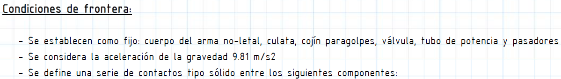 Condiciones de frontera:
- Se establecen como fijo: cuerpo del arma no-letal, culata, cojín paragolpes, válvula, tubo de potencia y pasadores
- Se considera la aceleración de la gravedad 9.81 m/s2
- Se define una serie de contactos tipo sólido entre los siguientes componentes: